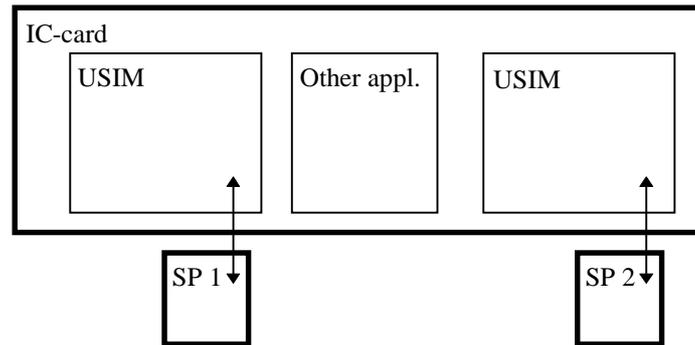 IC-card
USIM
Other appl.
USIM
SP 1
SP 2